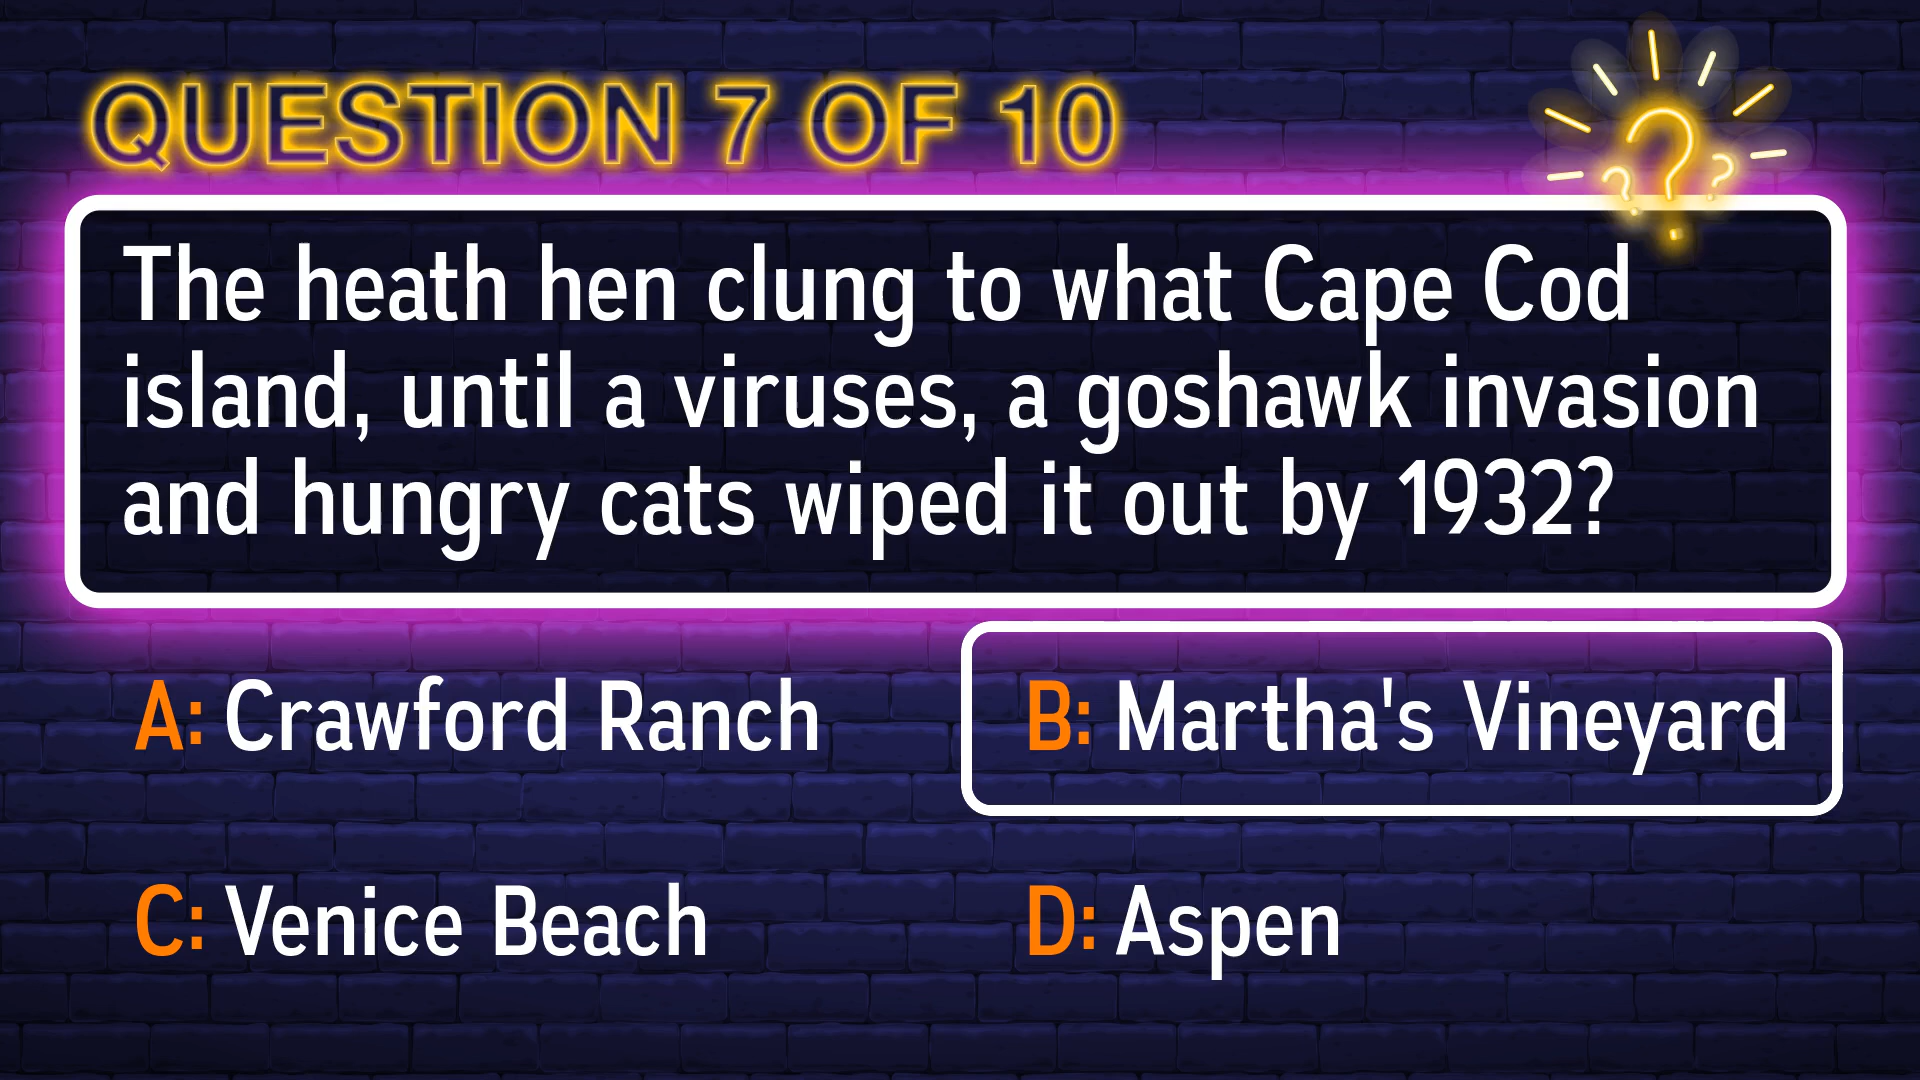 QUESTION 7 OF 10
The heath hen clung to what Cape Cod
island, until a viruses, a goshawk invasion
and hungry cats wiped it out by 1932?
A: Crawford Ranch
B: Martha's Vineyard
C: Venice Beach
D: Aspen